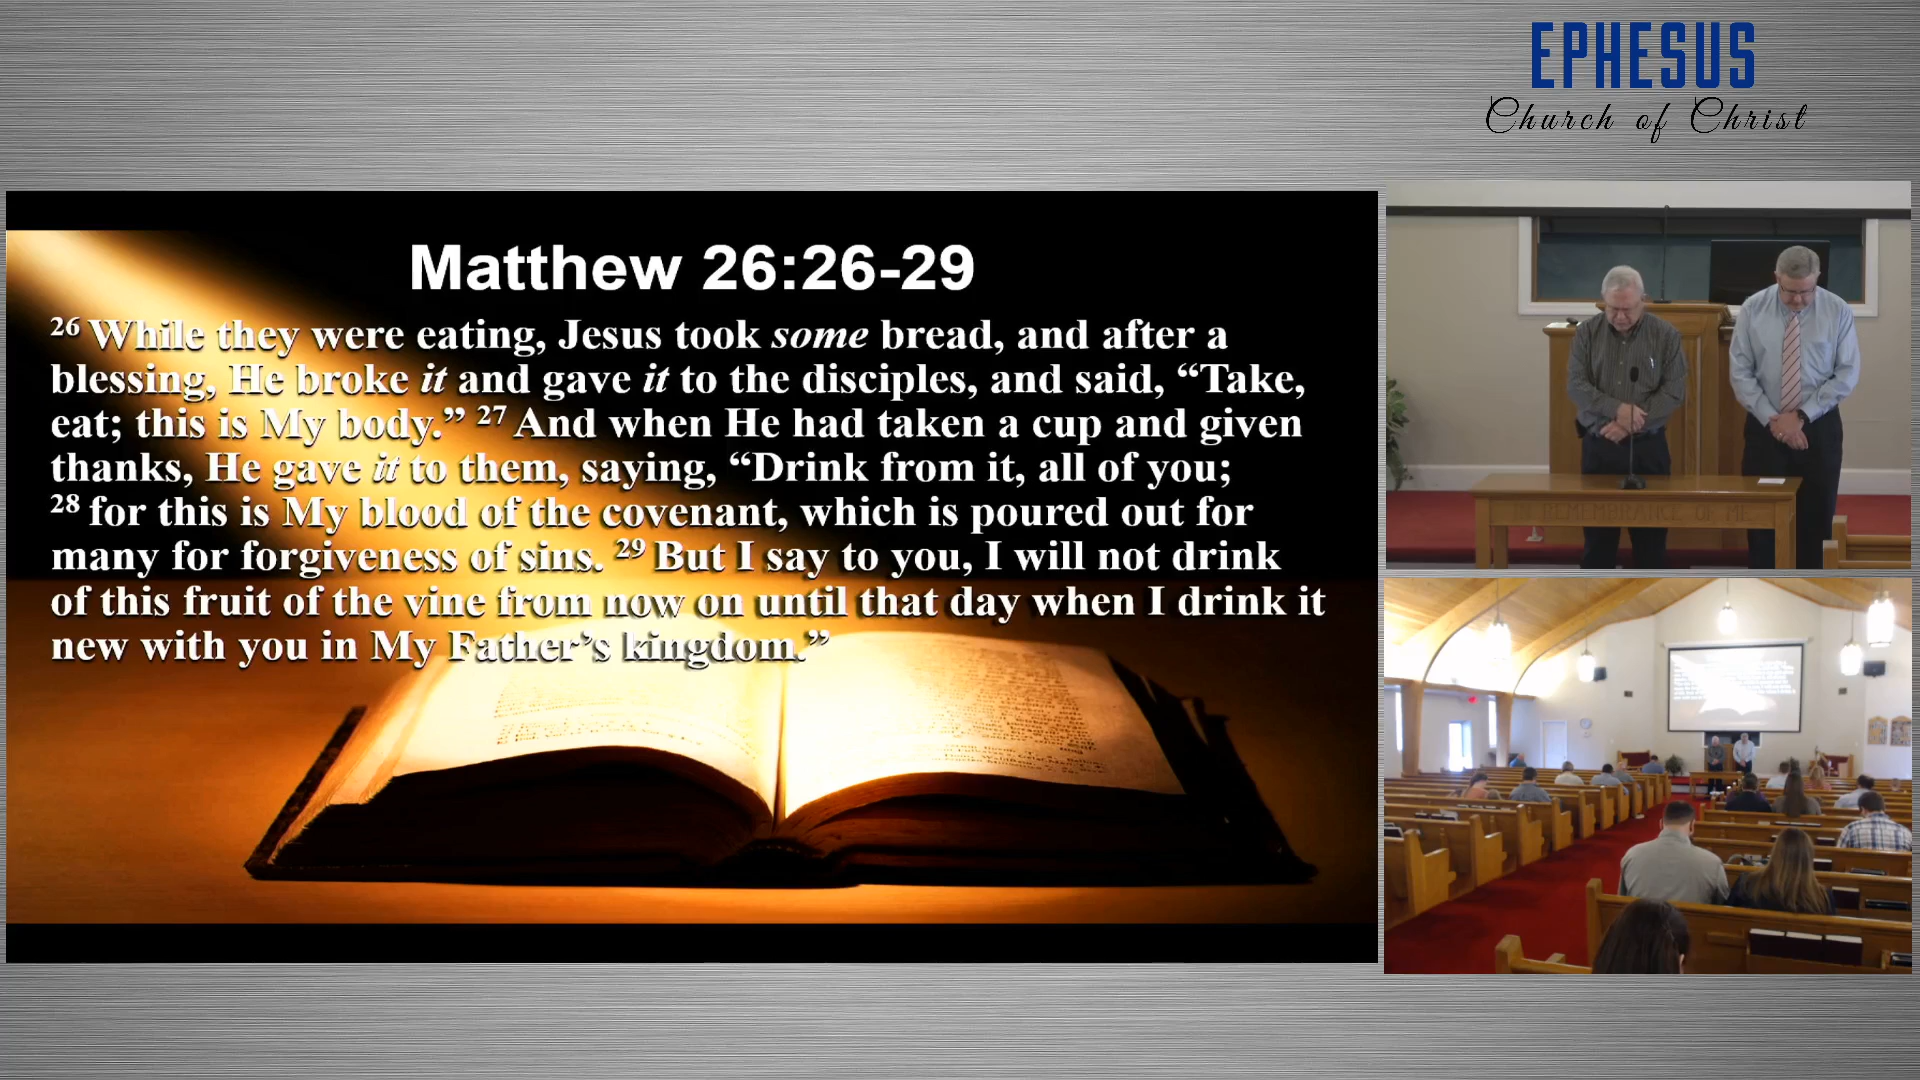 EPHESUS
Church of Christ
Matthew 26:26-29
26 While they were eating, Jesus took some bread, and after a
blessing, He broke it and gave it to the disciples, and said, “Take,
eat; this is My body.” 27 And when He had taken a cup and given
thanks, He gave it to them, saying, “Drink from it, all of you;
28 for this is My blood of the covenant, which is poured out for
many for forgiveness of sins. 29 But I say to you, I will not drink
of this fruit of the vine from now on until that day when I drink it
new with you in My Father’s kingdom.”
REMEMBRANCE OF ME